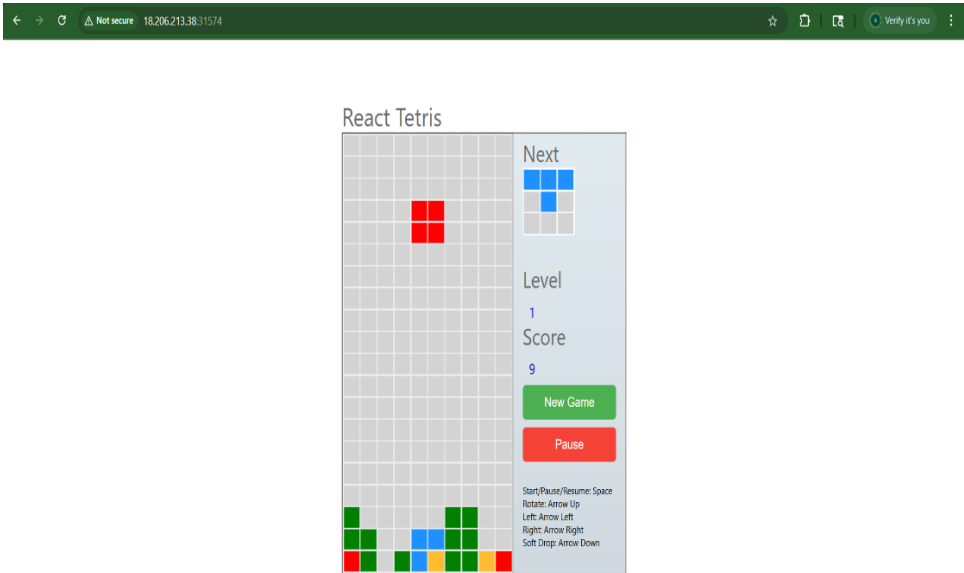 Not secure 18.206.213.38:31574
Verify it's you
React Tetris
Next
Level
1
Score
9
New Game
Pause
Start/Pause/Resume: Space
Rotate: Arrow Up
Left: Arrow Left
Right: Arrow Right
Soft Drop: Arrow Down